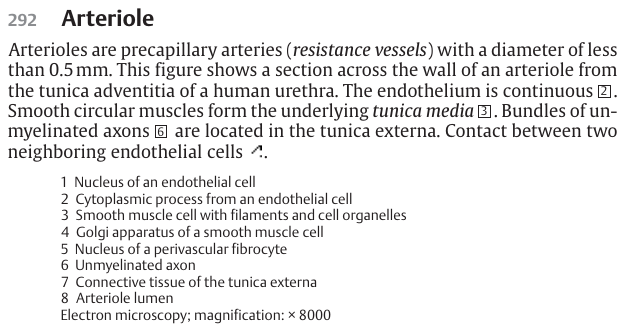 292 Arteriole
Arterioles are precapillary arteries (resistance vessels) with a diameter of less
than 0.5 mm. This figure shows a section across the wall of an arteriole from
the tunica adventitia of a human urethra. The endothelium is continuous 2.
Smooth circular muscles form the underlying tunica media 3. Bundles of un-
myelinated axons 6 are located in the tunica externa. Contact between two
neighboring endothelial cells ↗.
1 Nucleus of an endothelial cell
2 Cytoplasmic process from an endothelial cell
3 Smooth muscle cell with filaments and cell organelles
4 Golgi apparatus of a smooth muscle cell
5 Nucleus of a perivascular fibrocyte
6 Unmyelinated axon
7 Connective tissue of the tunica externa
8 Arteriole lumen
Electron microscopy; magnification: × 8000